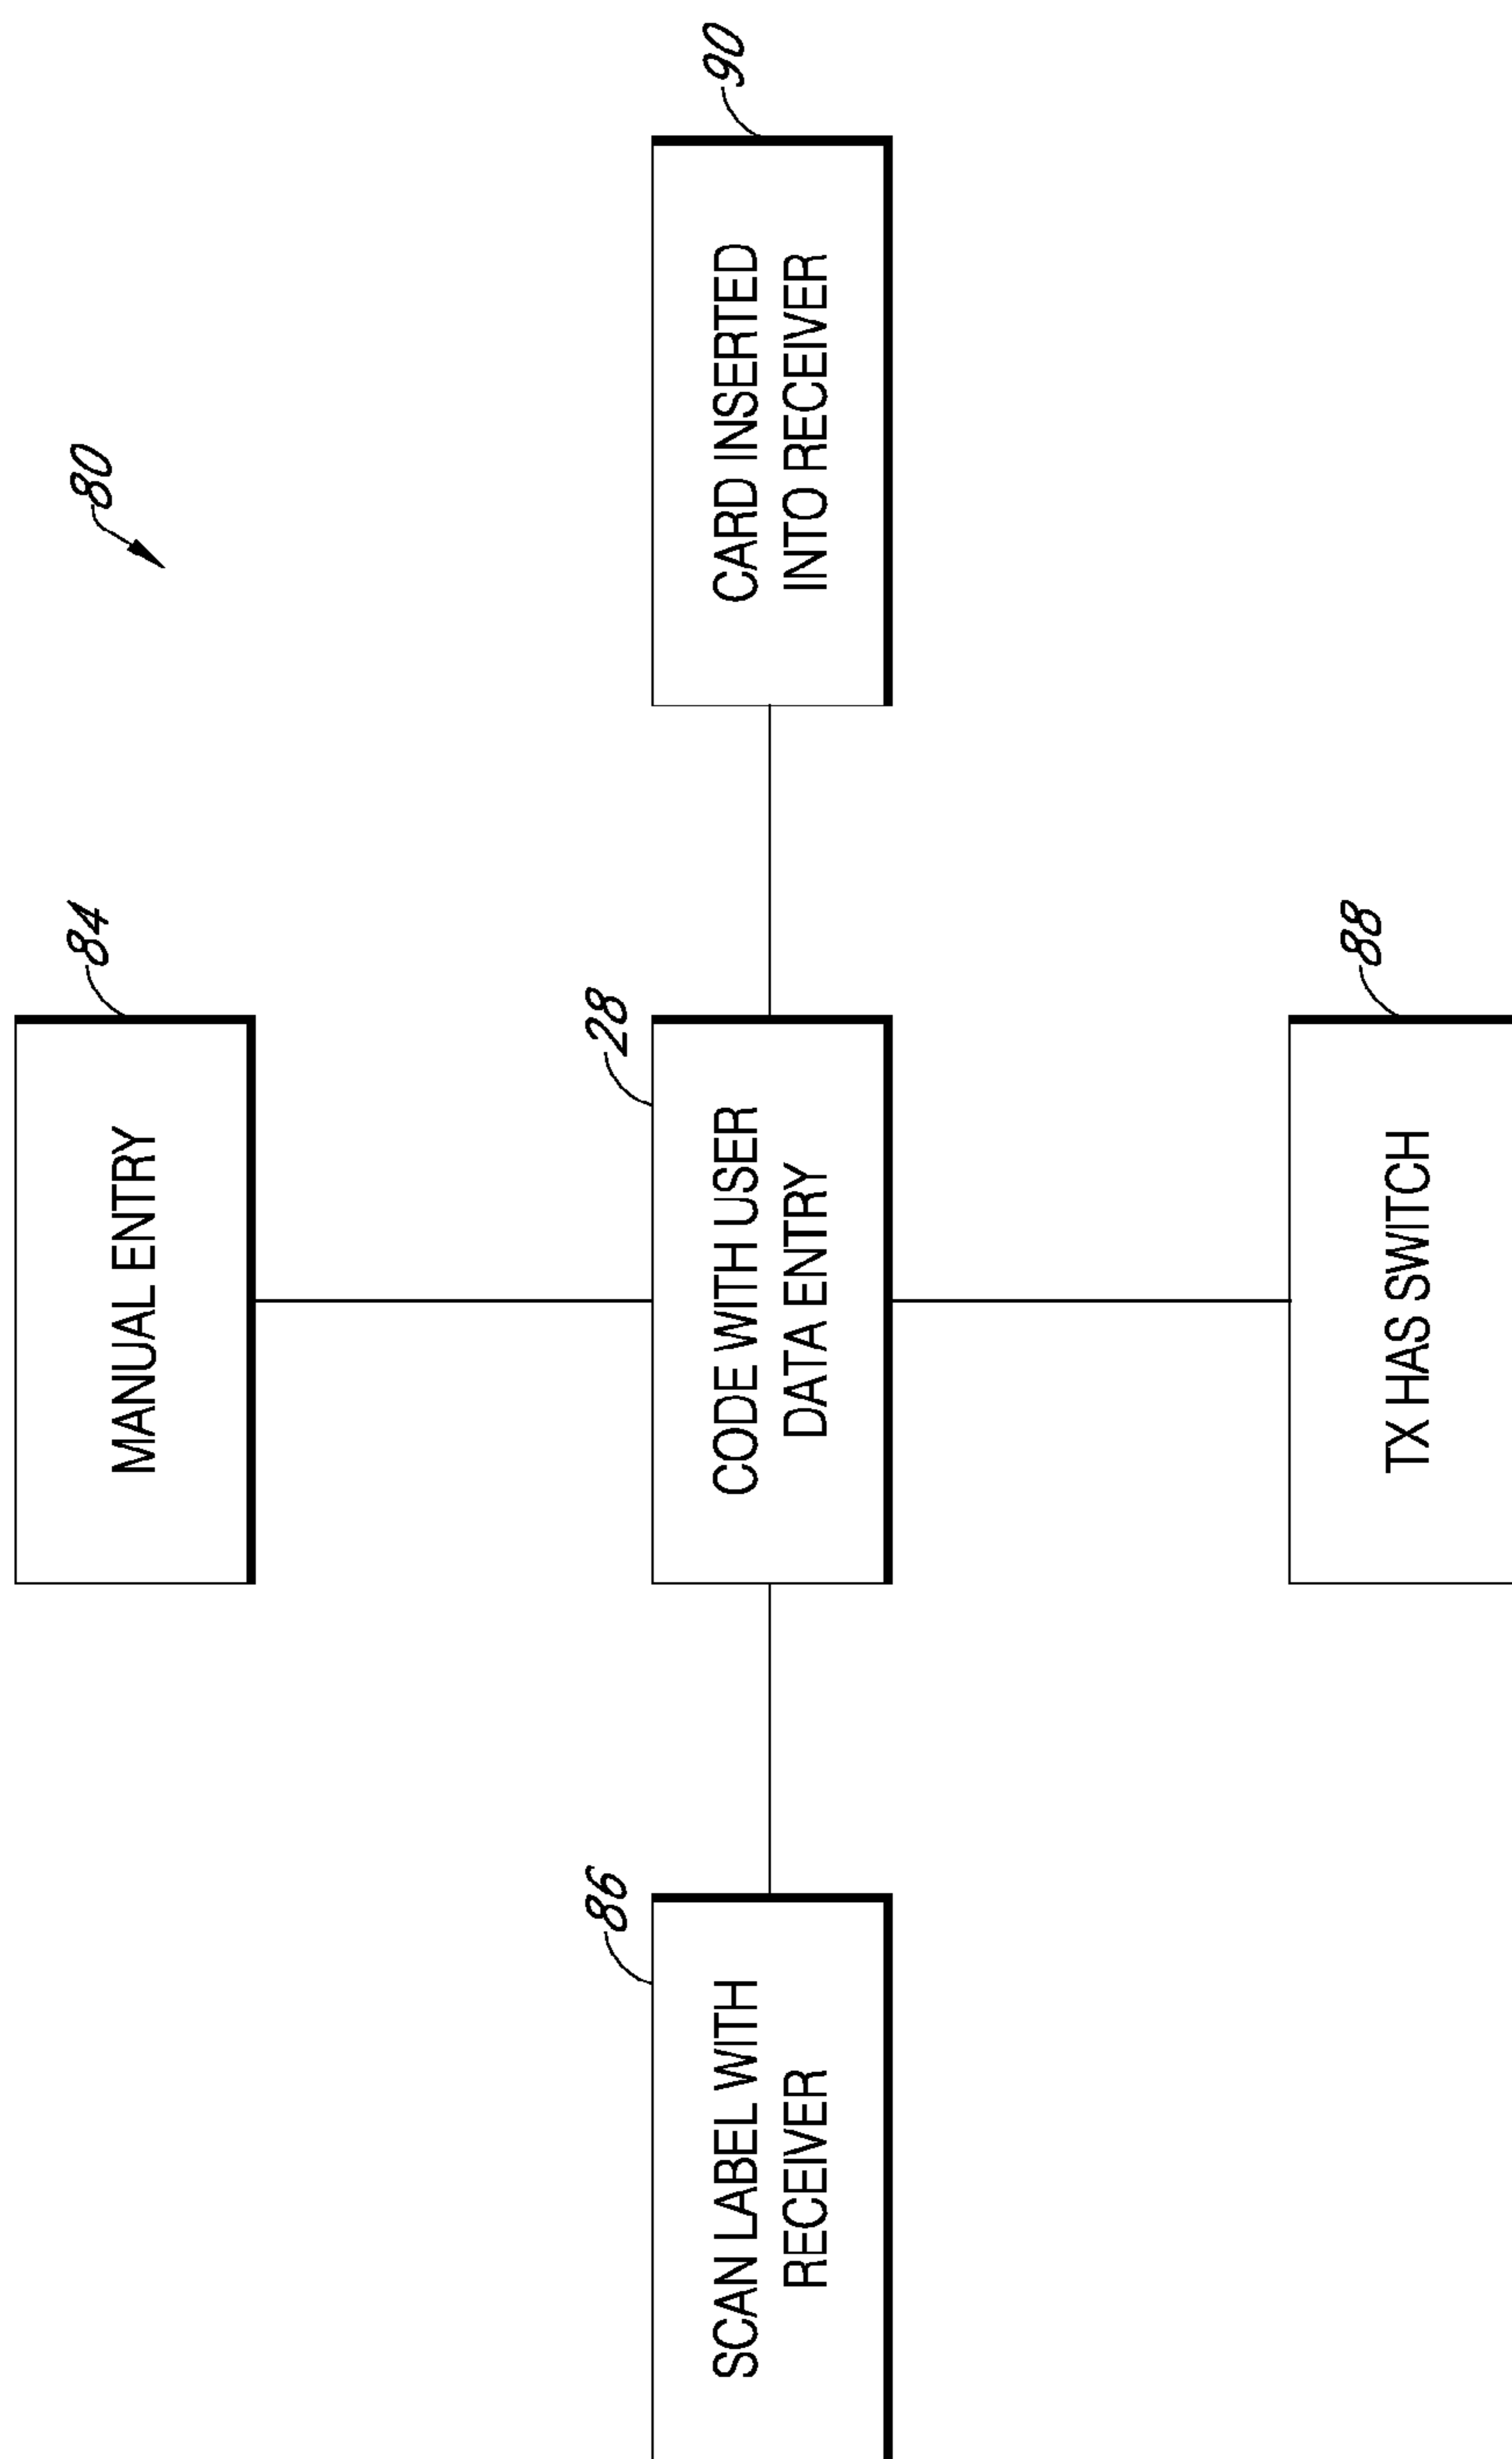 80
84
MANUAL ENTRY
86
SCAN LABEL WITH
RECEIVER
28
CODE WITH USER
DATA ENTRY
90
CARD INSERTED
INTO RECEIVER
88
TX HAS SWITCH